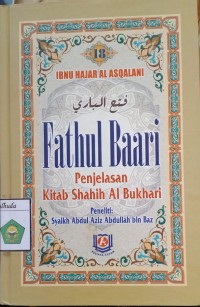 18
IBNU HAJAR AL ASQALANI
فتح الباري
Fathul Baari
Penjelasan
Kitab Shahih Al Bukhari
Peneliti
Syaikh Abdul Aziz Abdullah bin Baz